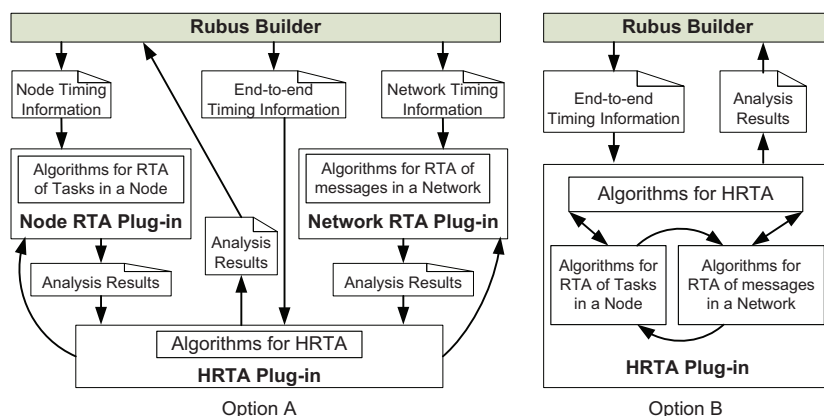 Rubus Builder
Node Timing
Information
End-to-end
Timing Information
Network Timing
Information
Algorithms for RTA
of Tasks in a Node
Node RTA Plug-in
Algorithms for RTA of
messages in a Network
Network RTA Plug-in
Analysis
Results
Analysis Results
Analysis Results
Algorithms for HRTA
HRTA Plug-in
Option A
Rubus Builder
End-to-end
Timing Information
Analysis
Results
Algorithms for HRTA
Algorithms for
RTA of Tasks
in a Node
Algorithms for
RTA of messages
in a Network
HRTA Plug-in
Option B